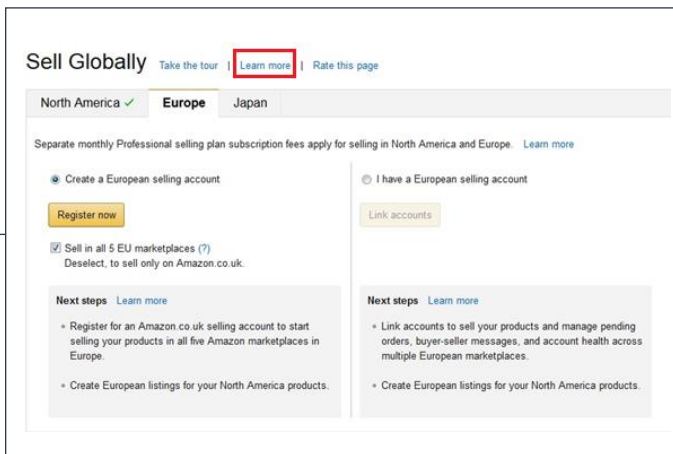 Sell Globally Take the tour | Learn more | Rate this page
North America ✓ Europe Japan
Separate monthly Professional selling plan subscription fees apply for selling in North America and Europe. Learn more
Create a European selling account
Register now
Sell in all 5 EU marketplaces (?)
Deselect, to sell only on Amazon.co.uk.
Next steps Learn more
• Register for an Amazon.co.uk selling account to start
selling your products in all five Amazon marketplaces in
Europe.
• Create European listings for your North America products.
I have a European selling account
Link accounts
Next steps Learn more
• Link accounts to sell your products and manage pending
orders, buyer-seller messages, and account health across
multiple European marketplaces.
• Create European listings for your North America products.